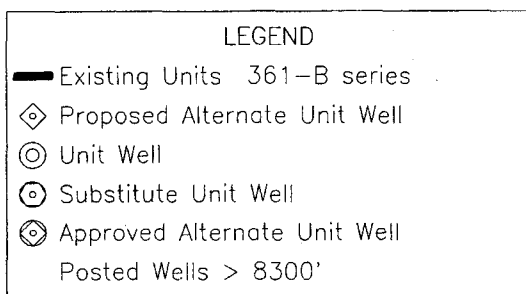 LEGEND
Existing Units 361-B series
Proposed Alternate Unit Well
Unit Well
Substitute Unit Well
Approved Alternate Unit Well
Posted Wells > 8300'